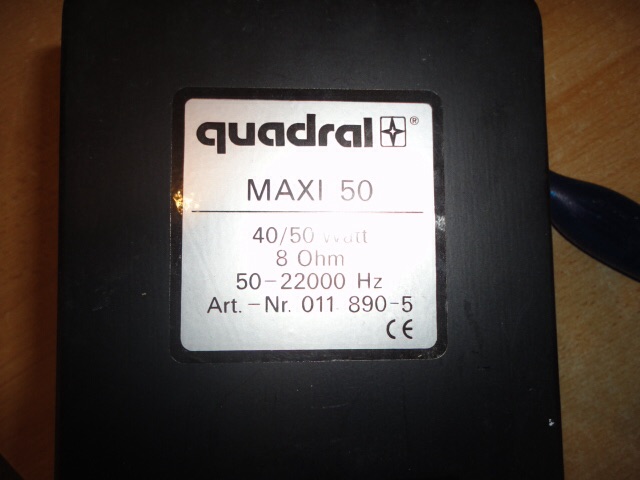 quadral ®
MAXI 50
40/50 Watt
8 Ohm
50-22000 Hz
Art. -Nr. 011 890-5
CE